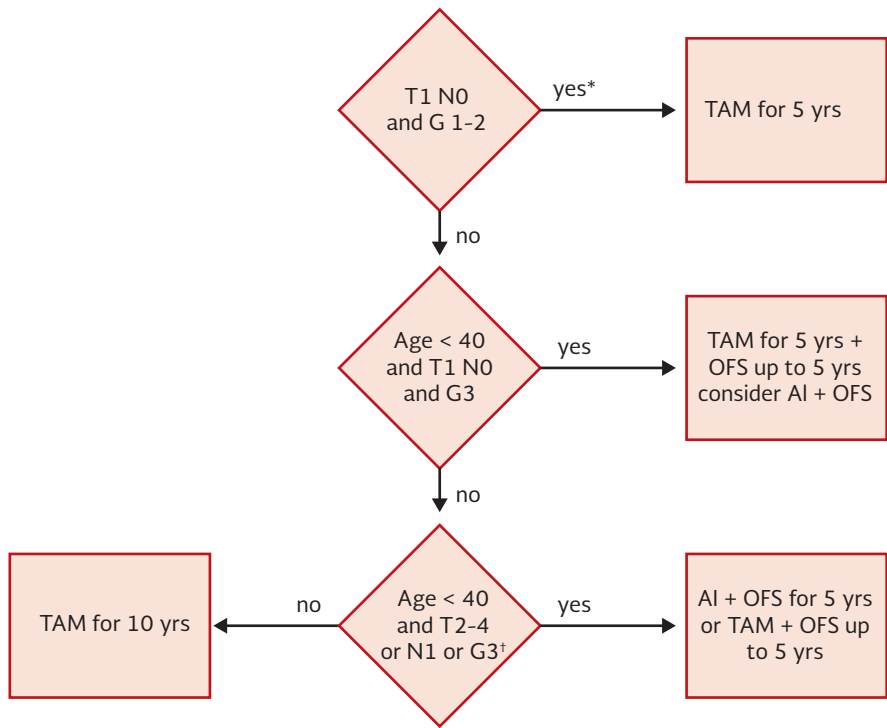 T1 N0
and G 1-2
yes*
TAM for 5 yrs
no
Age < 40
and T1 N0
and G3
yes
TAM for 5 yrs +
OFS up to 5 yrs
consider AI + OFS
no
TAM for 10 yrs
no
Age < 40
and T2-4
or N1 or G3†
yes
AI + OFS for 5 yrs
or TAM + OFS up
to 5 yrs